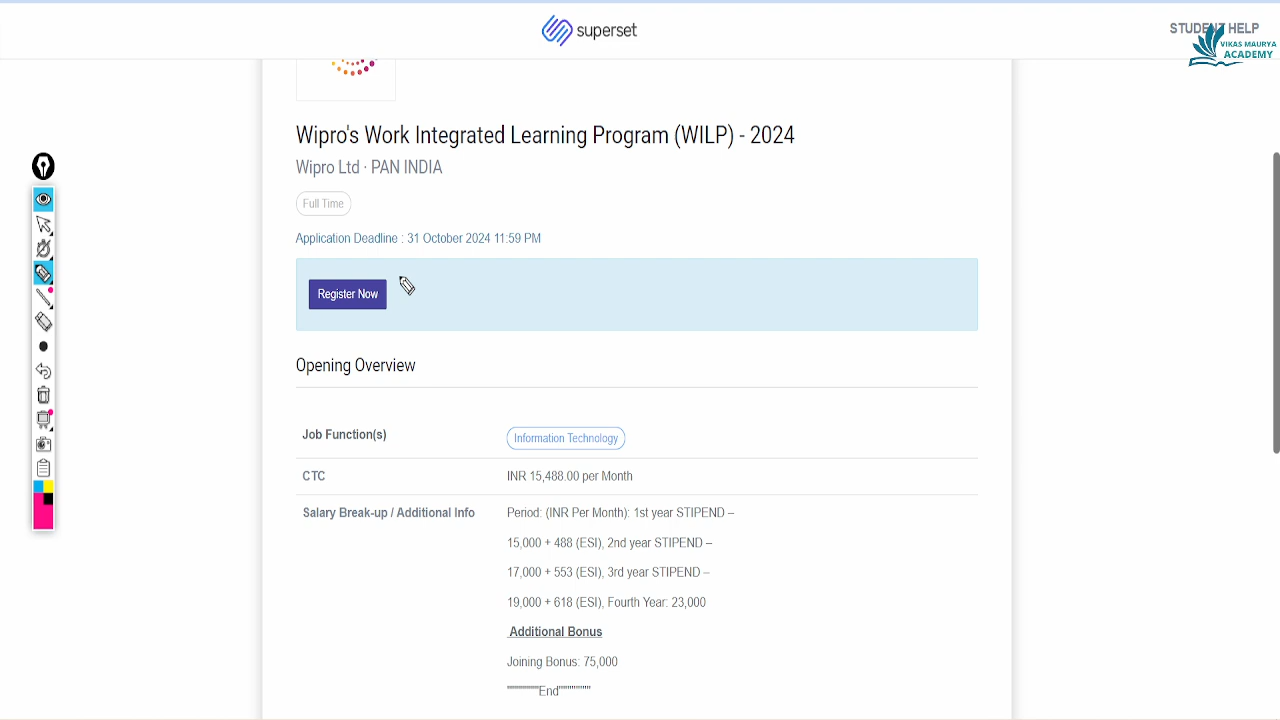 superset
STUDENT HELP
VIKAS MAURYA
ACADEMY
Wipro's Work Integrated Learning Program (WILP) - 2024
Wipro Ltd · PAN INDIA
Full Time
Application Deadline : 31 October 2024 11:59 PM
Register Now
Opening Overview
Job Function(s) Information Technology
CTC INR 15,488.00 per Month
Salary Break-up / Additional Info Period: (INR Per Month): 1st year STIPEND –
15,000 + 488 (ESI), 2nd year STIPEND –
17,000 + 553 (ESI), 3rd year STIPEND –
19,000 + 618 (ESI), Fourth Year: 23,000
Additional Bonus
Joining Bonus: 75,000
""""""""End""""""""